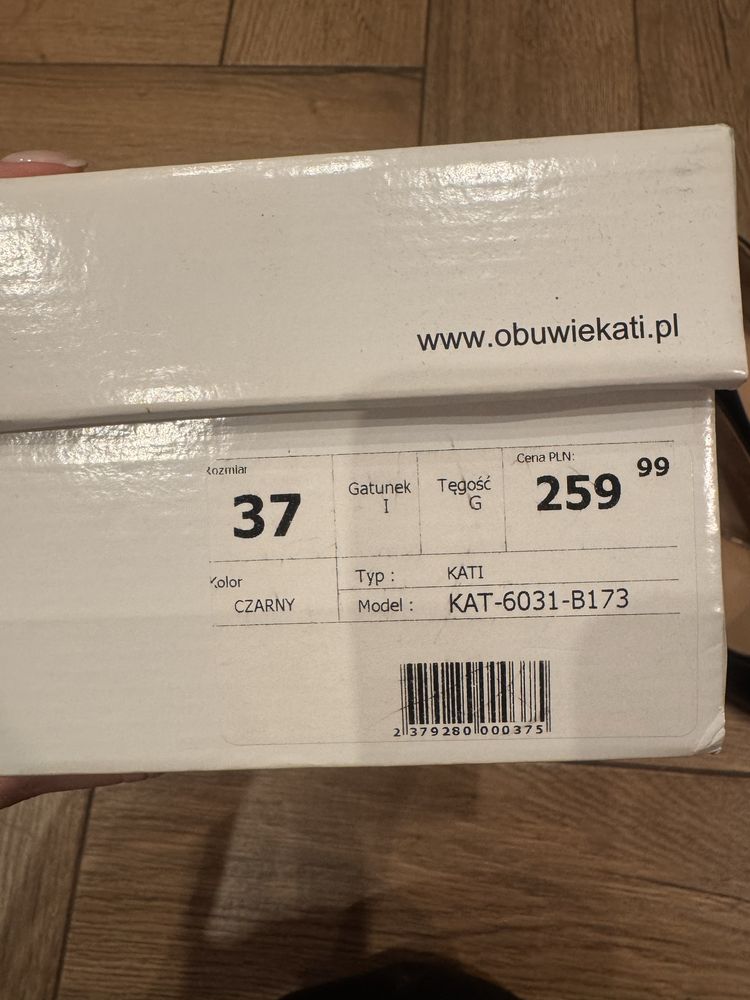 www.obuwiekati.pl
Rozmiar
37
Gatunek
I
Tęgość
G
Cena PLN:
259 99
Kolor
CZARNY
Typ : KATI
Model : KAT-6031-B173
2 379280 000375